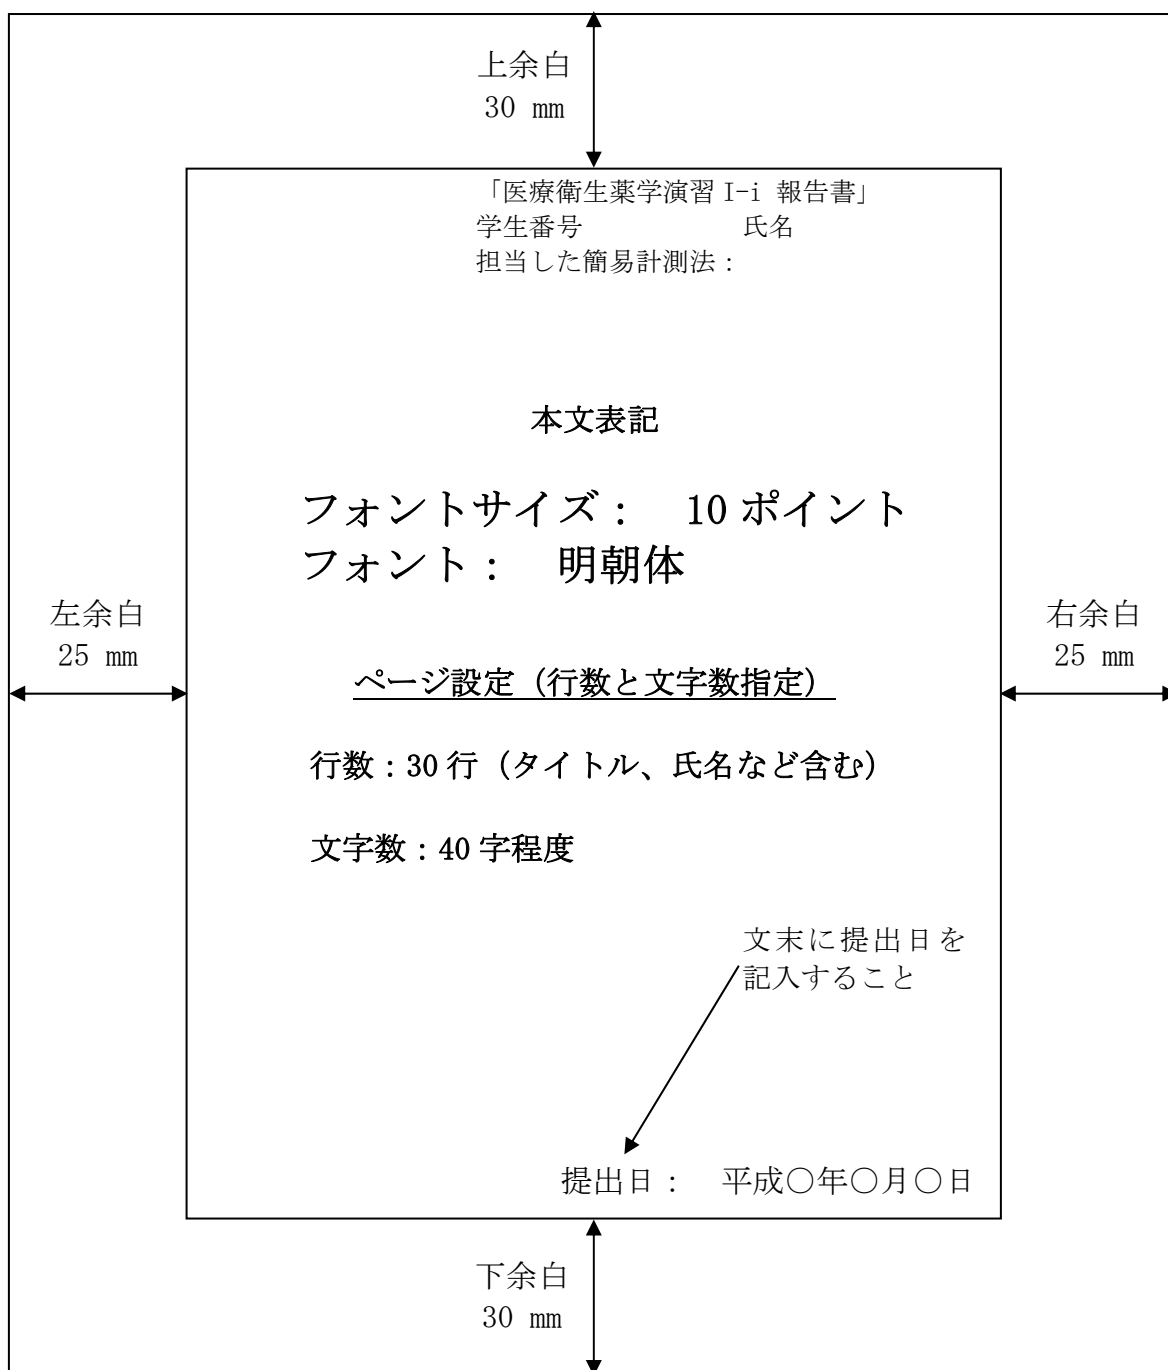 上余白
30 mm
「医療衛生薬学演習 I-i 報告書」
学生番号 氏名
担当した簡易計測法：
本文表記
フォントサイズ： 10 ポイント
フォント： 明朝体
左余白
25 mm
右余白
25 mm
ページ設定（行数と文字数指定）
行数：30 行（タイトル、氏名など含む）
文字数：40 字程度
文末に提出日を
記入すること
提出日： 平成〇年〇月〇日
下余白
30 mm